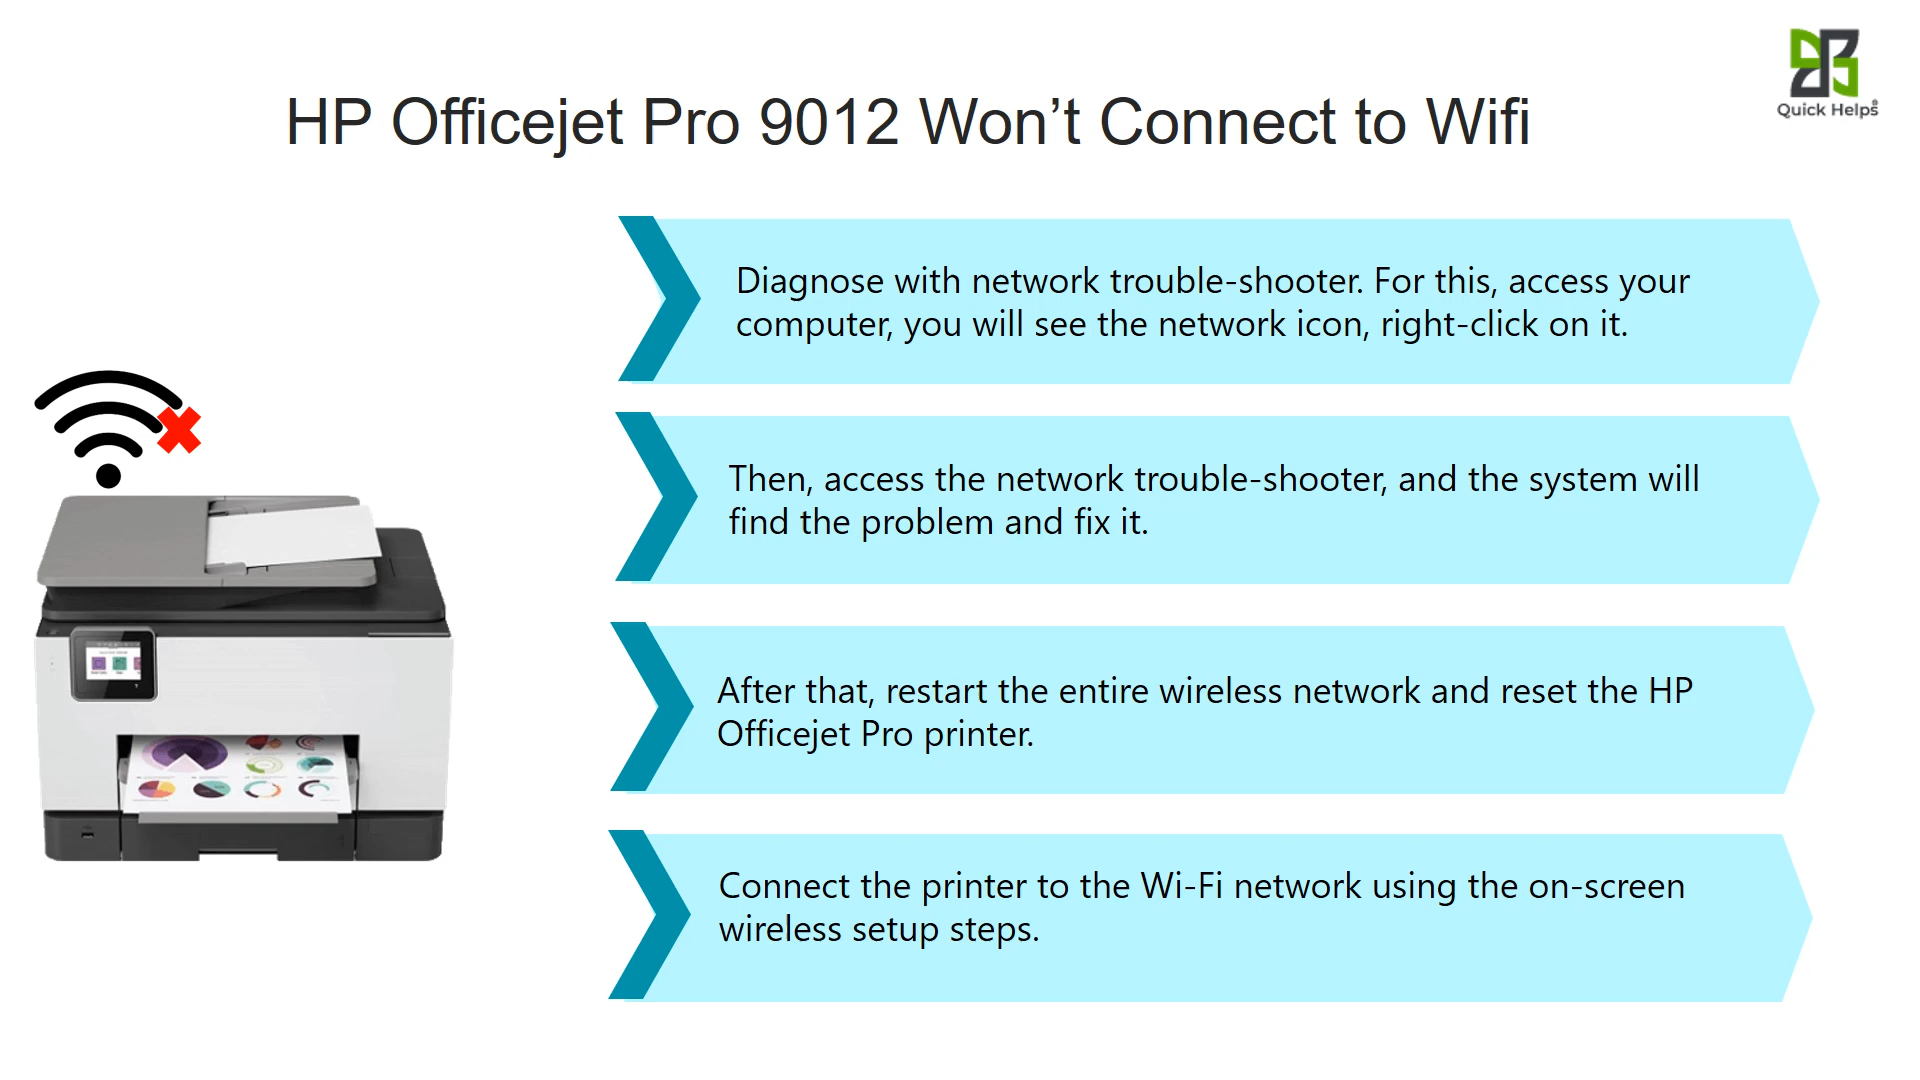 HP Officejet Pro 9012 Won’t Connect to Wifi
Quick Helps®
Diagnose with network trouble-shooter. For this, access your
computer, you will see the network icon, right-click on it.
Then, access the network trouble-shooter, and the system will
find the problem and fix it.
After that, restart the entire wireless network and reset the HP
Officejet Pro printer.
Connect the printer to the Wi-Fi network using the on-screen
wireless setup steps.